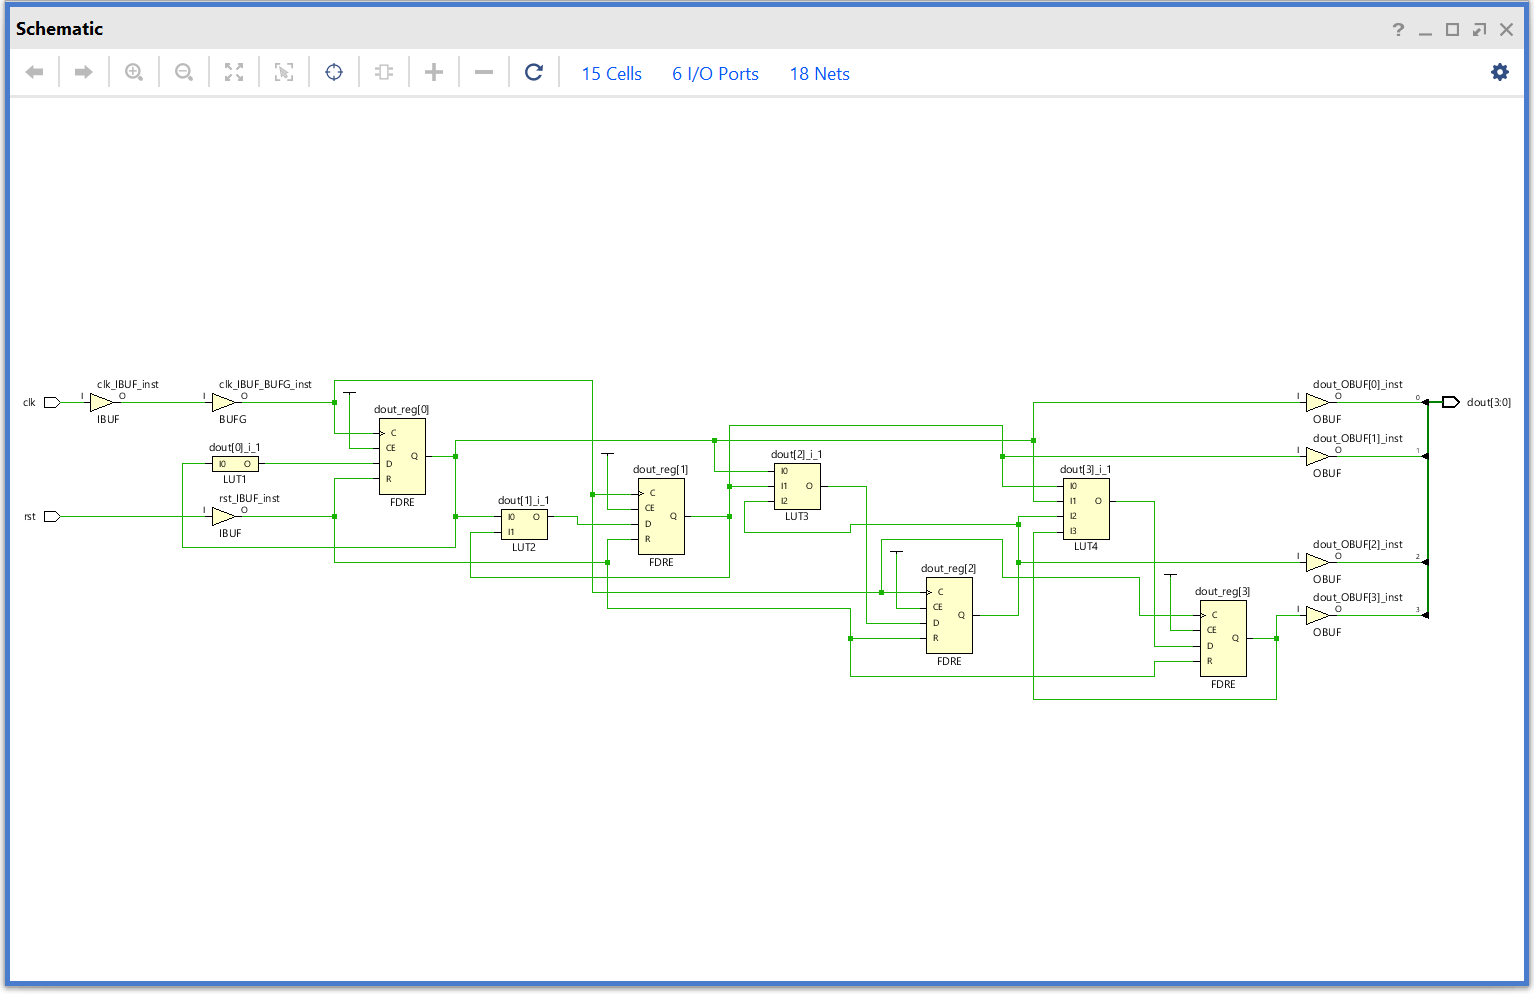 Schematic
?
15 Cells 6 I/O Ports 18 Nets
clk
I
clk_IBUF_inst
O
IBUF
I
clk_IBUF_BUFG_inst
O
BUFG
dout[0]_i_1
I0 O
LUT1
rst
I
rst_IBUF_inst
O
IBUF
dout_reg[0]
C
CE
D
R
Q
FDRE
dout[1]_i_1
I0 O
I1
LUT2
dout_reg[1]
C
CE
D
R
Q
FDRE
dout[2]_i_1
I0
I1 O
I2
LUT3
dout_reg[2]
C
CE
D
R
Q
FDRE
dout[3]_i_1
I0
I1 O
I2
I3
LUT4
dout_reg[3]
C
CE
D
R
Q
FDRE
dout_OBUF[0]_inst
I O 0
OBUF
dout[3:0]
dout_OBUF[1]_inst
I O 1
OBUF
dout_OBUF[2]_inst
I O 2
OBUF
dout_OBUF[3]_inst
I O 3
OBUF